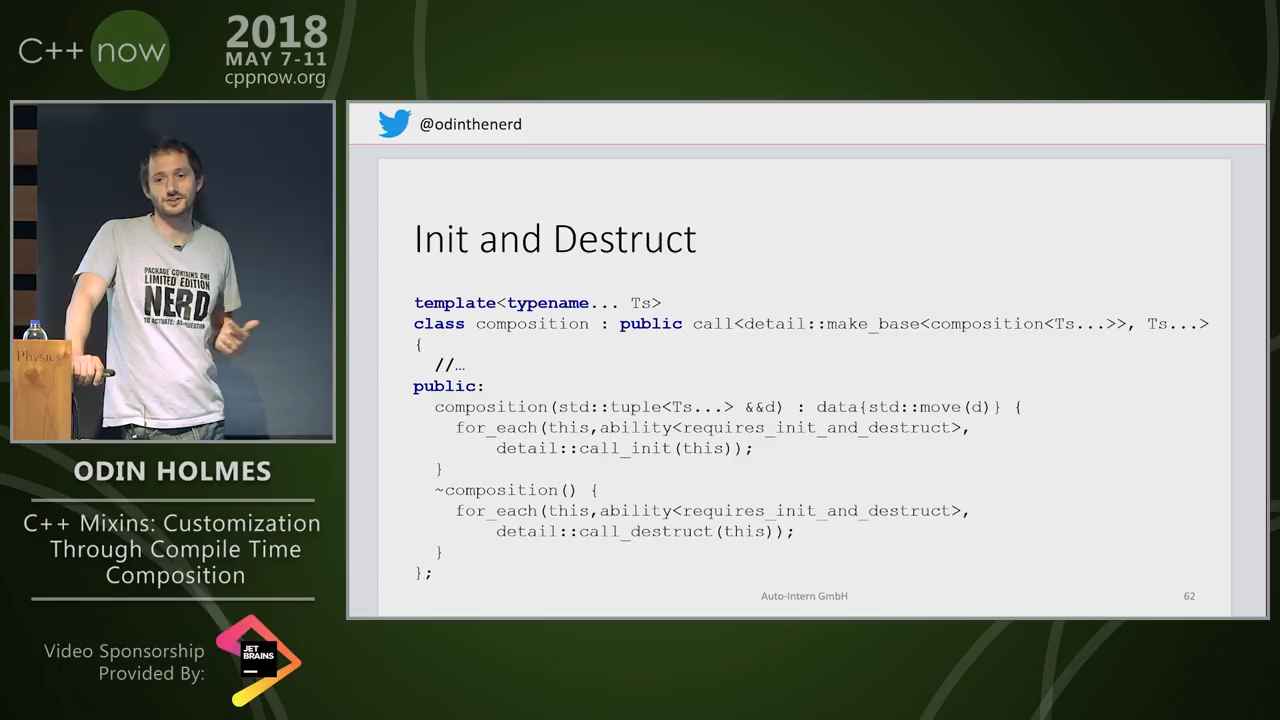 C++ now
2018
MAY 7-11
cppnow.org
@odinthenerd
PACKAGE CONTAINS ONE
LIMITED EDITION
NERD
Physics
Init and Destruct
template<typename... Ts>
class composition : public call<detail::make_base<composition<Ts...>>, Ts...>
{
//…
public:
composition(std::tuple<Ts...> &&d) : data{std::move(d)} {
for_each(this,ability<requires_init_and_destruct>,
detail::call_init(this));
}
~composition() {
for_each(this,ability<requires_init_and_destruct>,
detail::call_destruct(this));
}
};
Auto-Intern GmbH
62
ODIN HOLMES
C++ Mixins: Customization
Through Compile Time
Composition
Video Sponsorship
Provided By:
JET
BRAINS